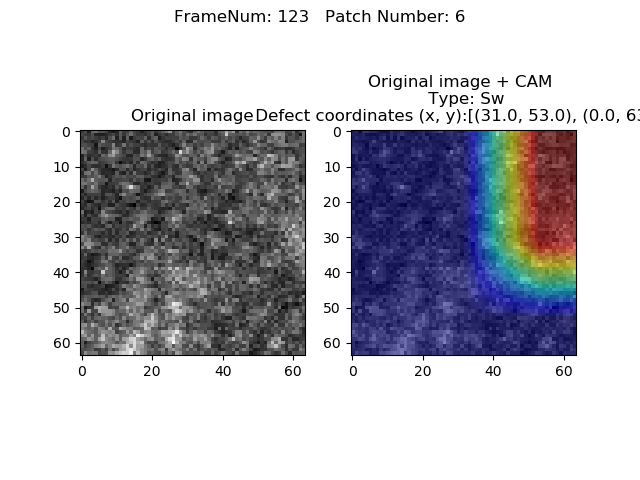 FrameNum: 123   Patch Number: 6
Original image + CAM
Type: Sw
Original image
Defect coordinates (x, y):[(31.0, 53.0), (0.0, 63
0
10
20
30
40
50
60
0 20 40 60
0
10
20
30
40
50
60
0 20 40 60